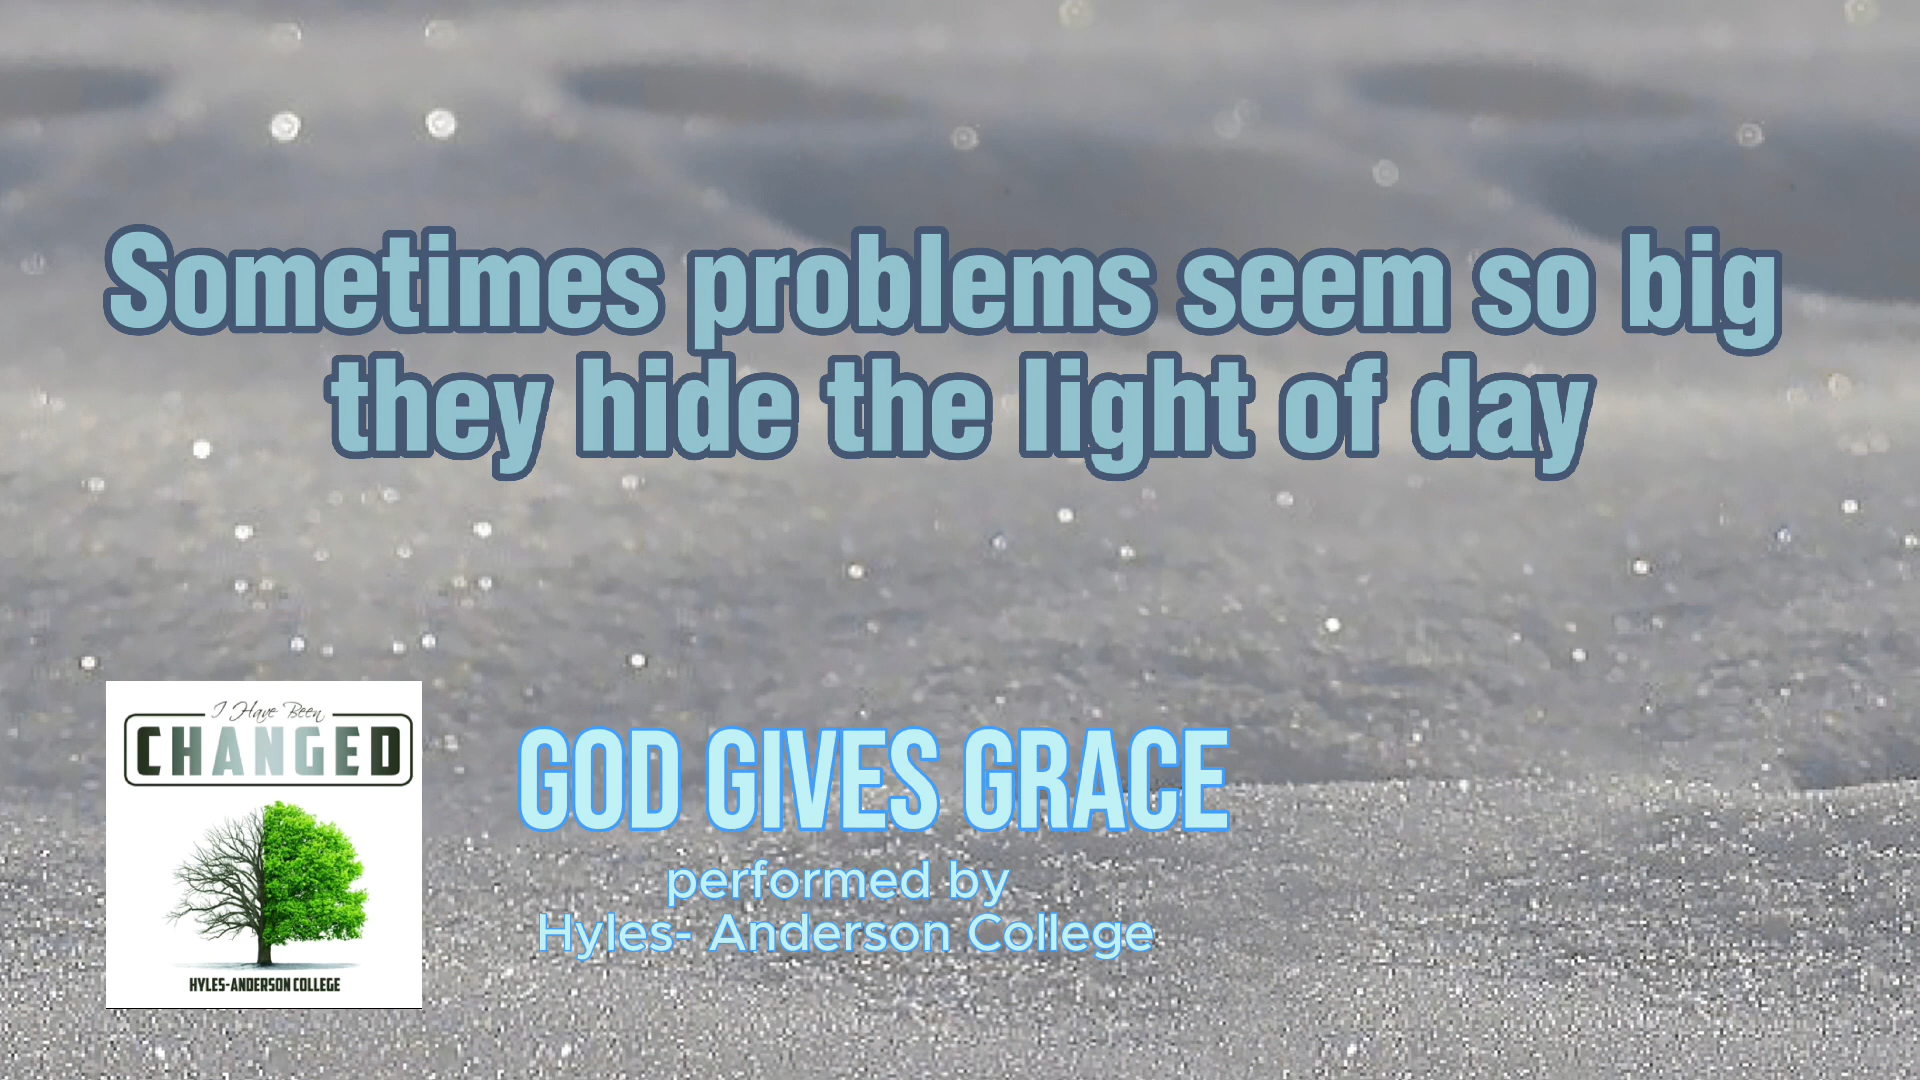 Sometimes problems seem so big
they hide the light of day
I Have Been
CHANGED
HYLES-ANDERSON COLLEGE
GOD GIVES GRACE
performed by
Hyles- Anderson College